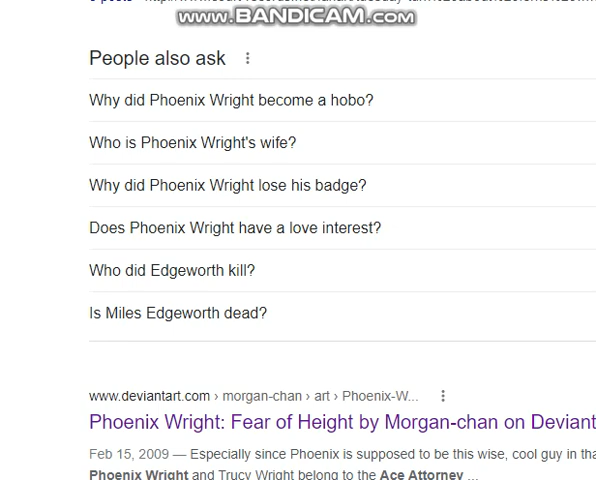 www.BANDICAM.com
People also ask
Why did Phoenix Wright become a hobo?
Who is Phoenix Wright's wife?
Why did Phoenix Wright lose his badge?
Does Phoenix Wright have a love interest?
Who did Edgeworth kill?
Is Miles Edgeworth dead?
www.deviantart.com › morgan-chan › art › Phoenix-W...
Phoenix Wright: Fear of Height by Morgan-chan on Deviant
Feb 15, 2009 — Especially since Phoenix is supposed to be this wise, cool guy in tha
Phoenix Wright and Trucy Wright belong to the Ace Attorney ...